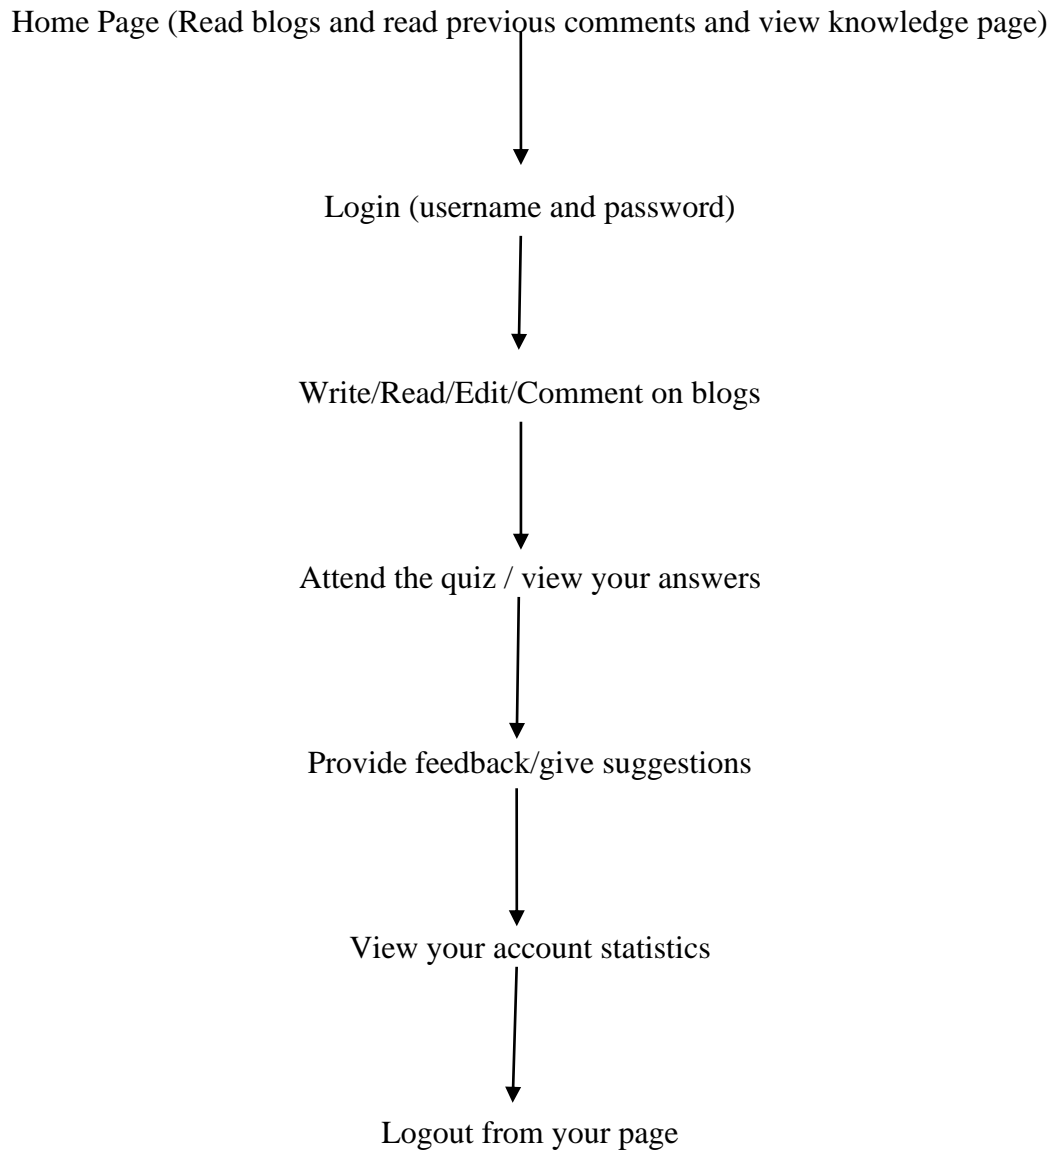 Home Page (Read blogs and read previous comments and view knowledge page)
Login (username and password)
Write/Read/Edit/Comment on blogs
Attend the quiz / view your answers
Provide feedback/give suggestions
View your account statistics
Logout from your page